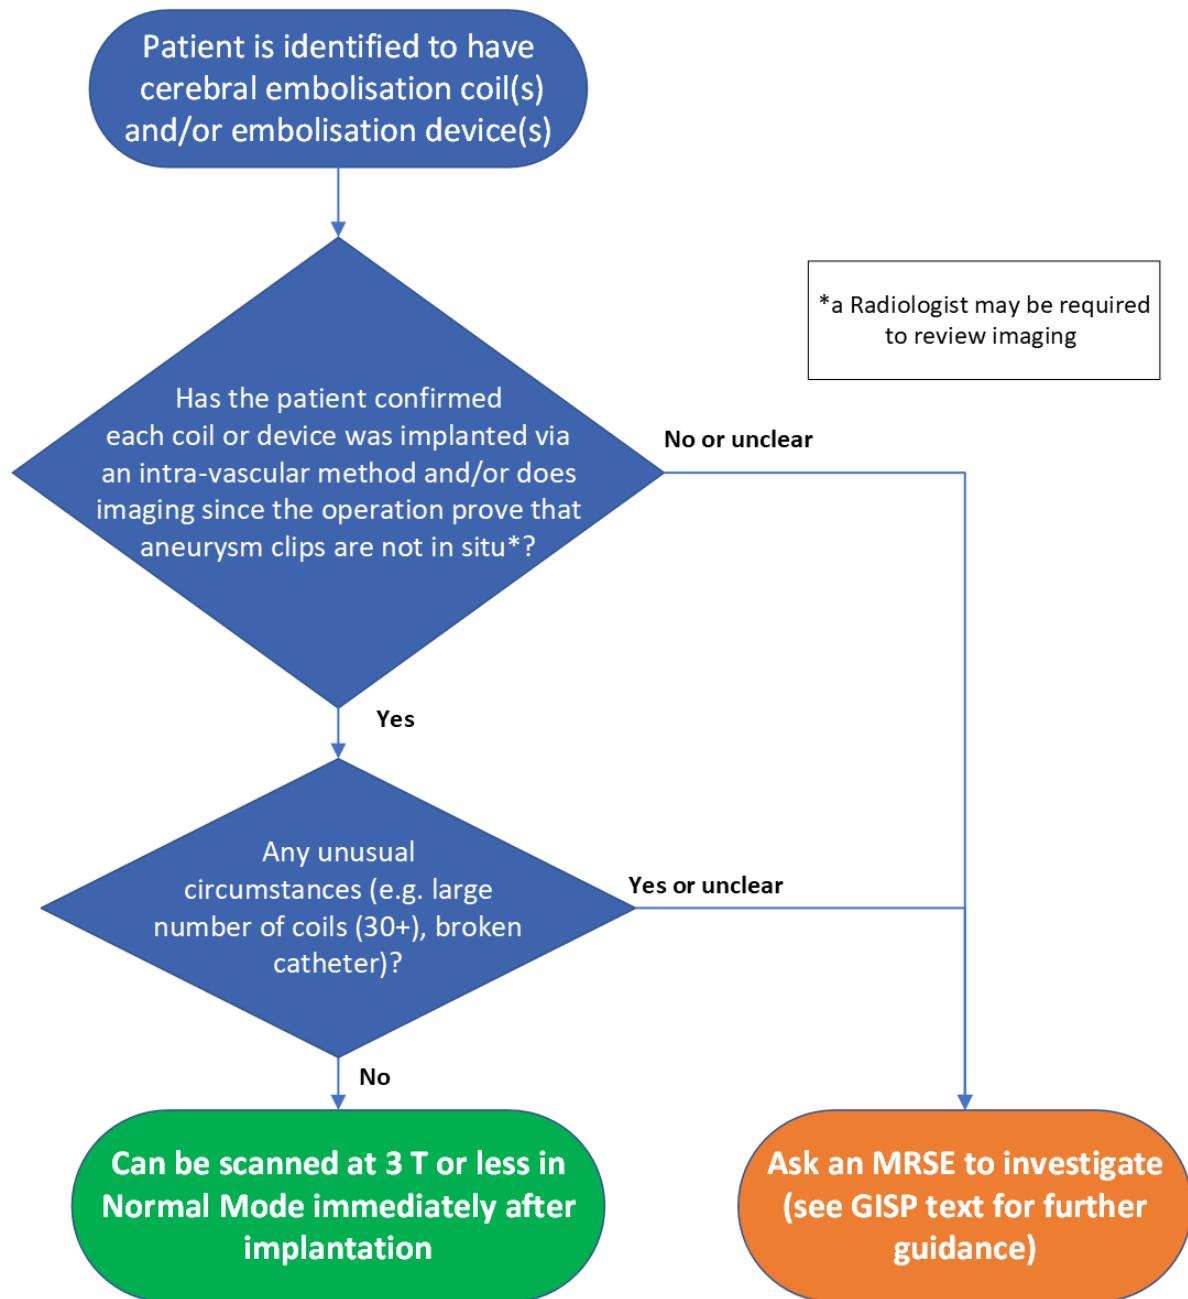 Patient is identified to have
cerebral embolisation coil(s)
and/or embolisation device(s)
*a Radiologist may be required
to review imaging
Has the patient confirmed
each coil or device was implanted via
an intra-vascular method and/or does
imaging since the operation prove that
aneurysm clips are not in situ*?
No or unclear
Yes
Any unusual
circumstances (e.g. large
number of coils (30+), broken
catheter)?
Yes or unclear
No
Can be scanned at 3 T or less in
Normal Mode immediately after
implantation
Ask an MRSE to investigate
(see GISP text for further
guidance)